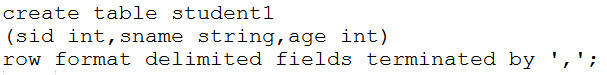 create table student1
(sid int,sname string,age int)
row format delimited fields terminated by ',';